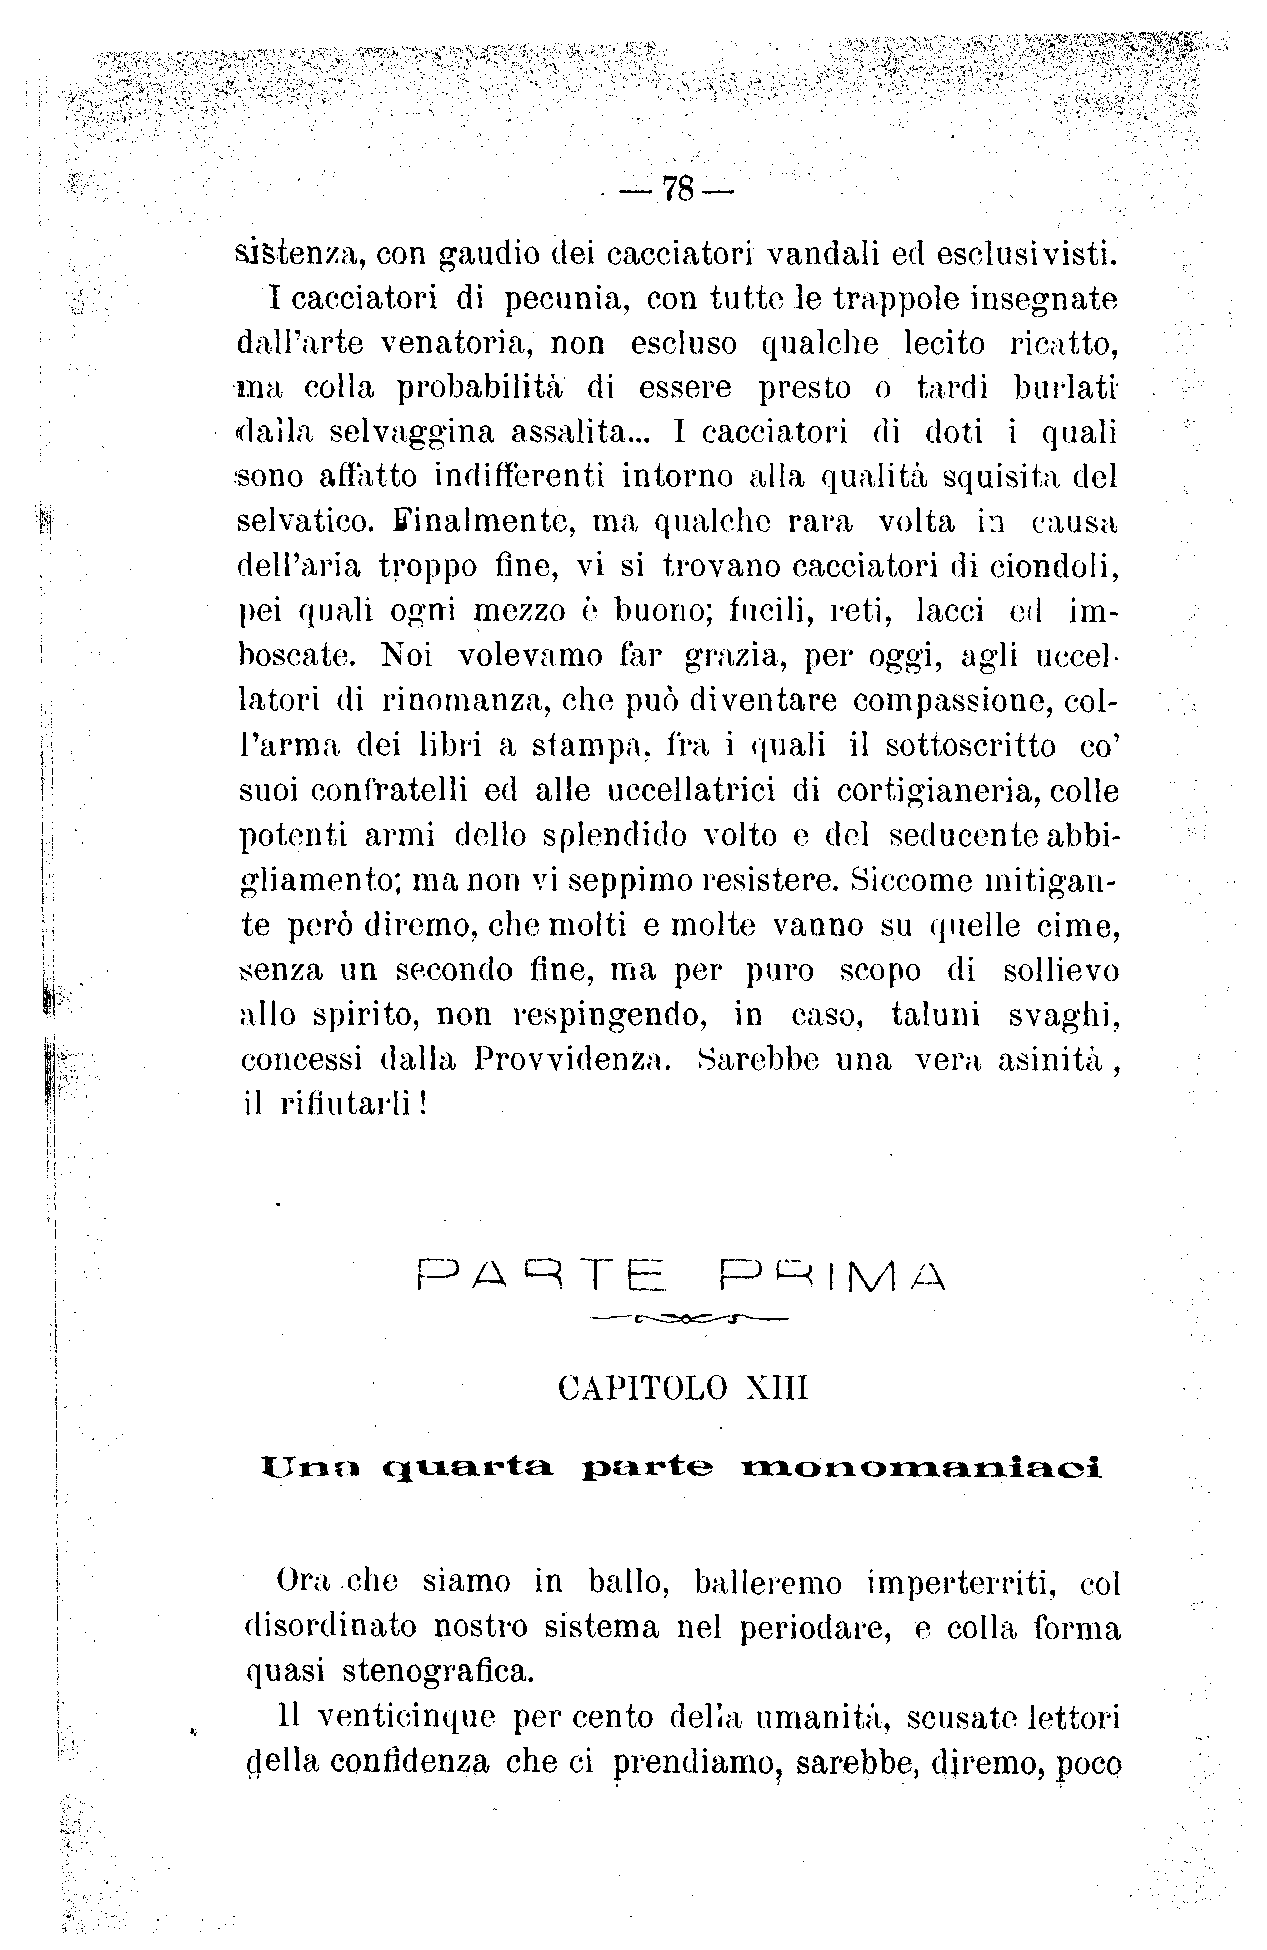 — 78 —
sistenza, con gaudio dei cacciatori vandali ed esclusivisti.
I cacciatori di pecunia, con tutte le trappole insegnate
dall'arte venatoria, non escluso qualche lecito ricatto,
ma colla probabilità di essere presto o tardi burlati
dalla selvaggina assalita... I cacciatori di doti i quali
sono affatto indifferenti intorno alla qualità squisita del
selvatico. Finalmente, ma qualche rara volta in causa
dell'aria troppo fine, vi si trovano cacciatori di ciondoli,
pei quali ogni mezzo è buono; fucili, reti, lacci ed im-
boscate. Noi volevamo far grazia, per oggi, agli uccel-
latori di rinomanza, che può diventare compassione, col-
l'arma dei libri a stampa, fra i quali il sottoscritto co'
suoi confratelli ed alle uccellatrici di cortigianeria, colle
potenti armi dello splendido volto e del seducente abbi-
gliamento; ma non vi seppimo resistere. Siccome mitigan-
te però diremo, che molti e molte vanno su quelle cime,
senza un secondo fine, ma per puro scopo di sollievo
allo spirito, non respingendo, in caso, taluni svaghi,
concessi dalla Provvidenza. Sarebbe una vera asinità,
il rifiutarli!
PARTE PRIMA
CAPITOLO XIII
Una quarta parte monomaniaci
Ora che siamo in ballo, balleremo imperterriti, col
disordinato nostro sistema nel periodare, e colla forma
quasi stenografica.
Il venticinque per cento della umanità, scusate lettori
della confidenza che ci prendiamo, sarebbe, diremo, poco